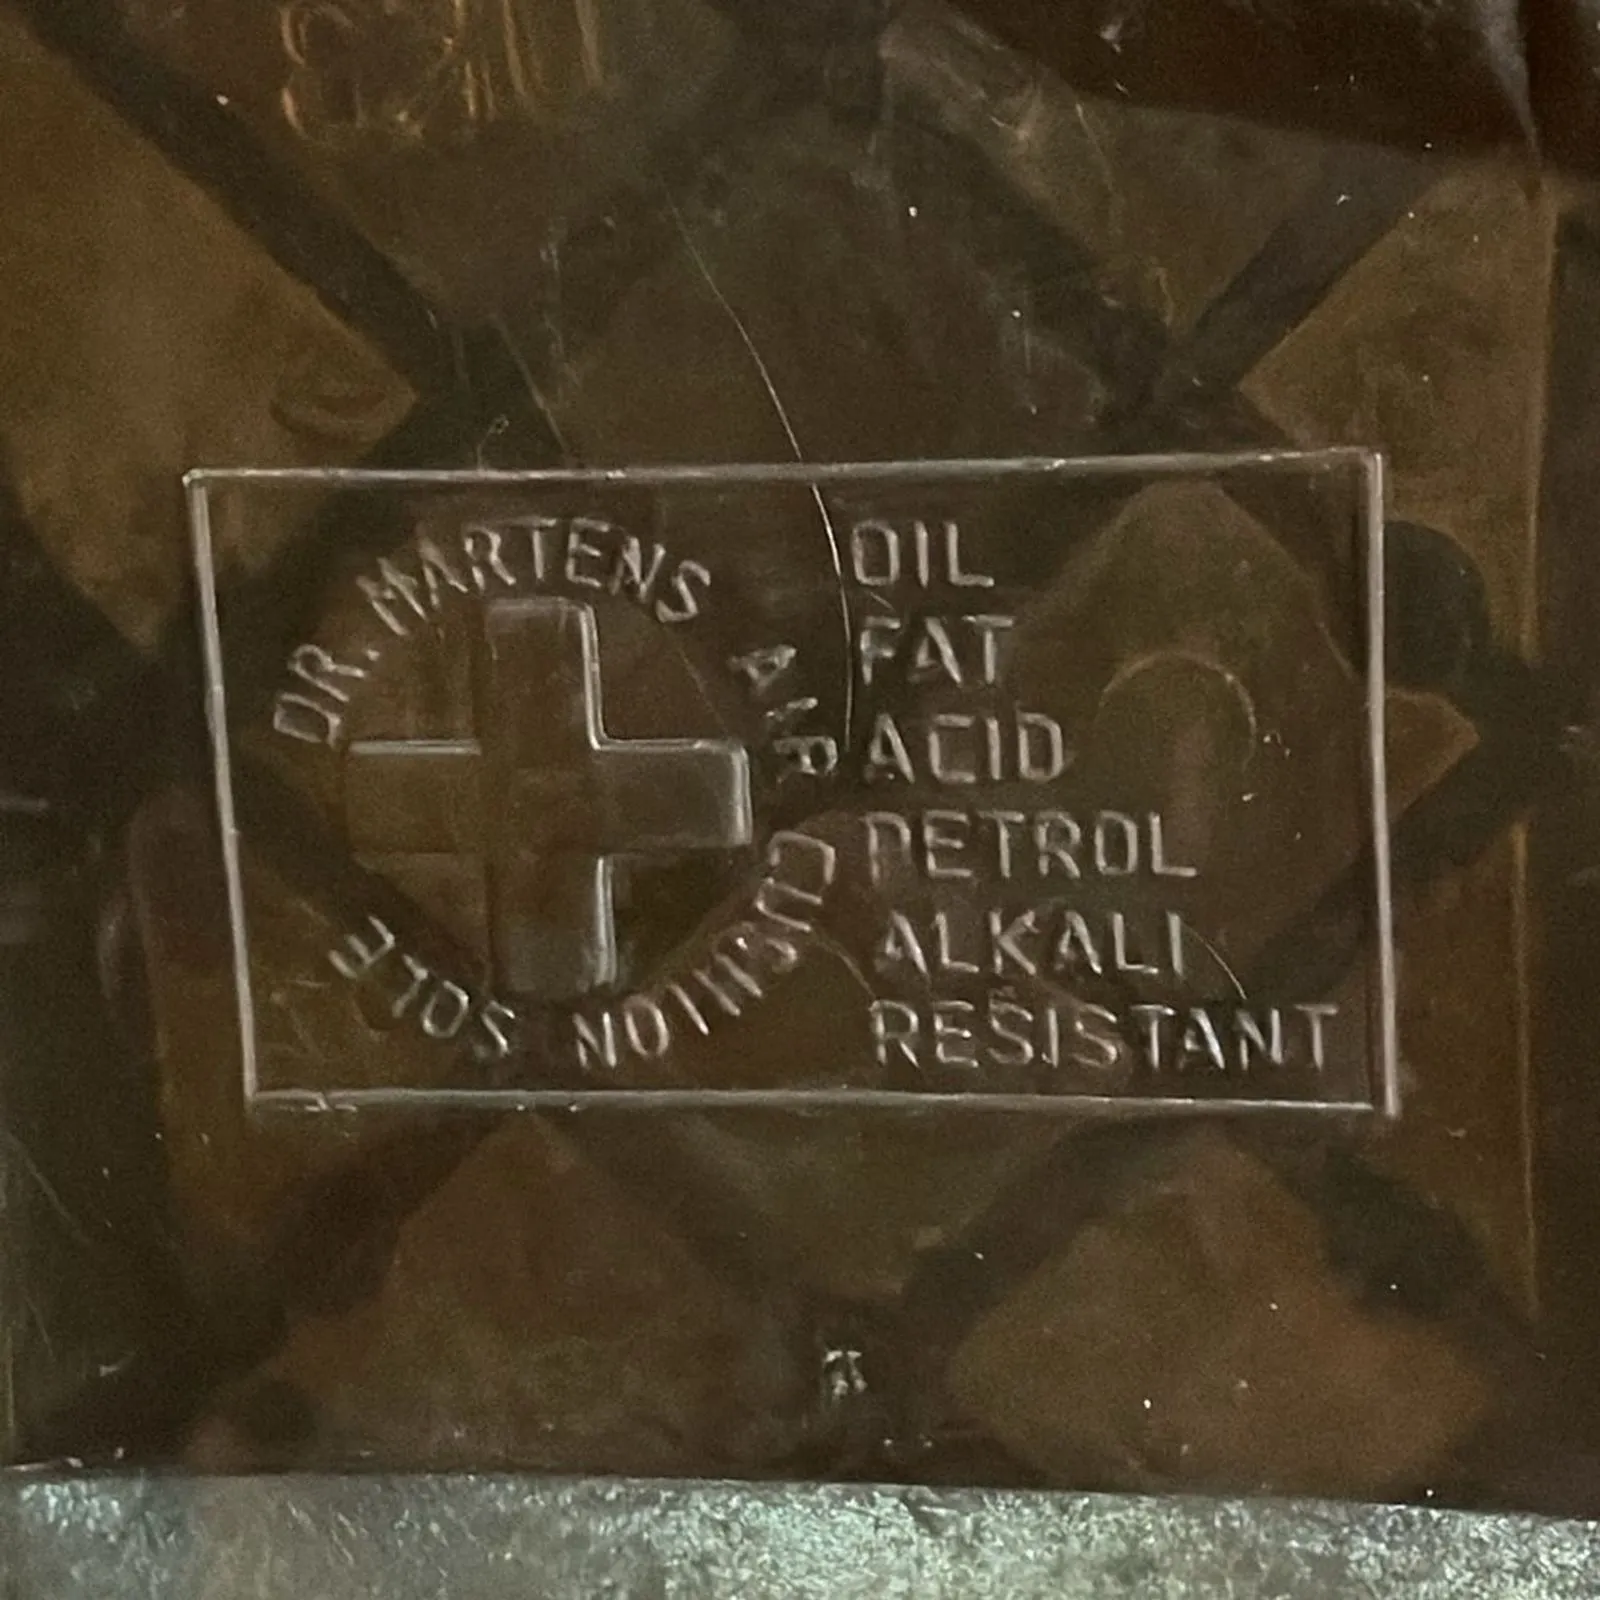 DR. MARTENS AIR CUSHION SOLE
OIL
FAT
ACID
PETROL
ALKALI
RESISTANT